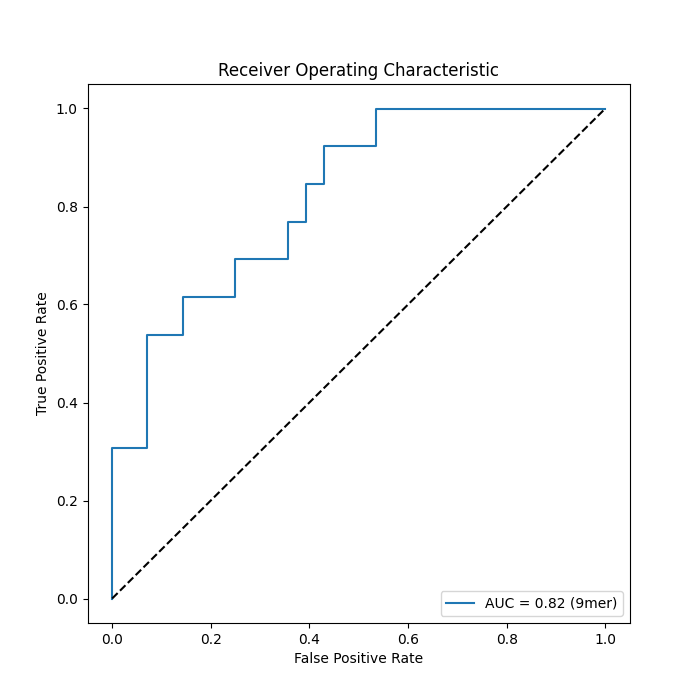 Receiver Operating Characteristic
1.0
0.8
0.6
0.4
0.2
0.0
True Positive Rate
AUC = 0.82 (9mer)
0.0 0.2 0.4 0.6 0.8 1.0
False Positive Rate